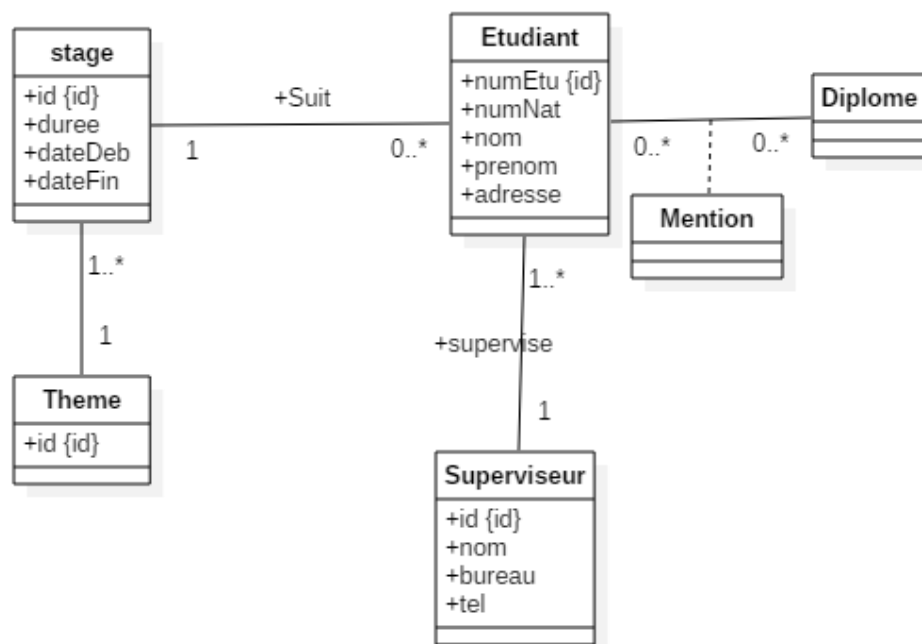 stage
+id {id}
+duree
+dateDeb
+dateFin
+Suit
1
0..*
Etudiant
+numEtu {id}
+numNat
+nom
+prenom
+adresse
0..*
0..*
Diplome
Mention
1..*
1
Theme
+id {id}
1..*
+supervise
1
Superviseur
+id {id}
+nom
+bureau
+tel